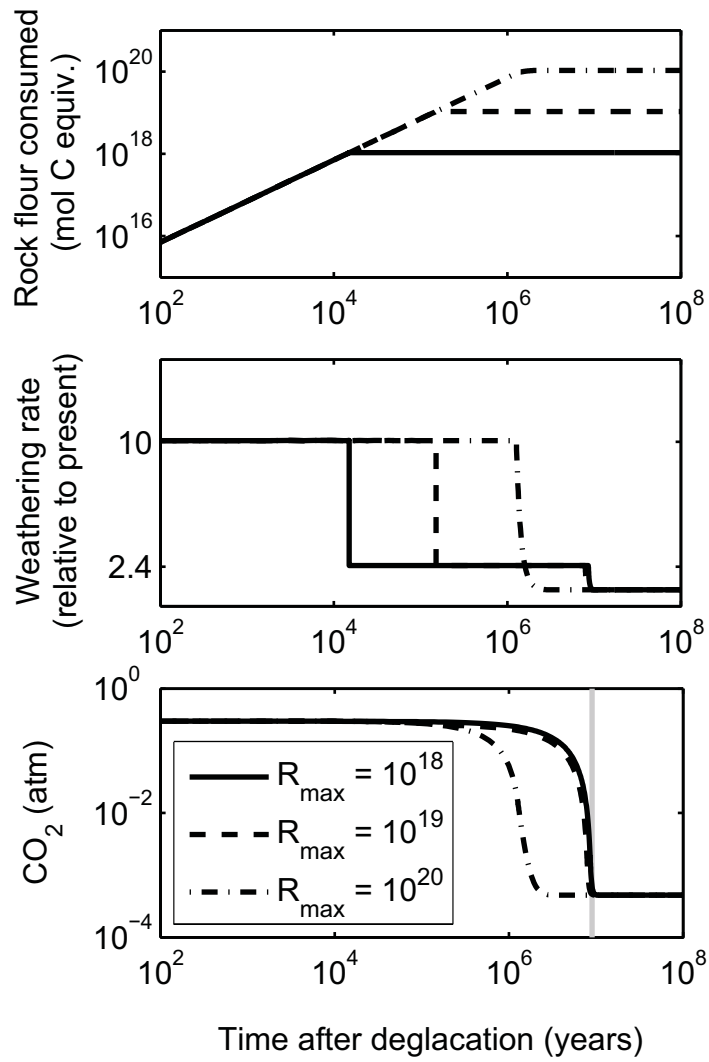 Rock flour consumed
(mol C equiv.)
10^20
10^18
10^16
10^2 10^4 10^6 10^8
Weathering rate
(relative to present)
10
2.4
10^2 10^4 10^6 10^8
CO_2 (atm)
10^0
10^−2
10^−4
R_max = 10^18
R_max = 10^19
R_max = 10^20
10^2 10^4 10^6 10^8
Time after deglacation (years)